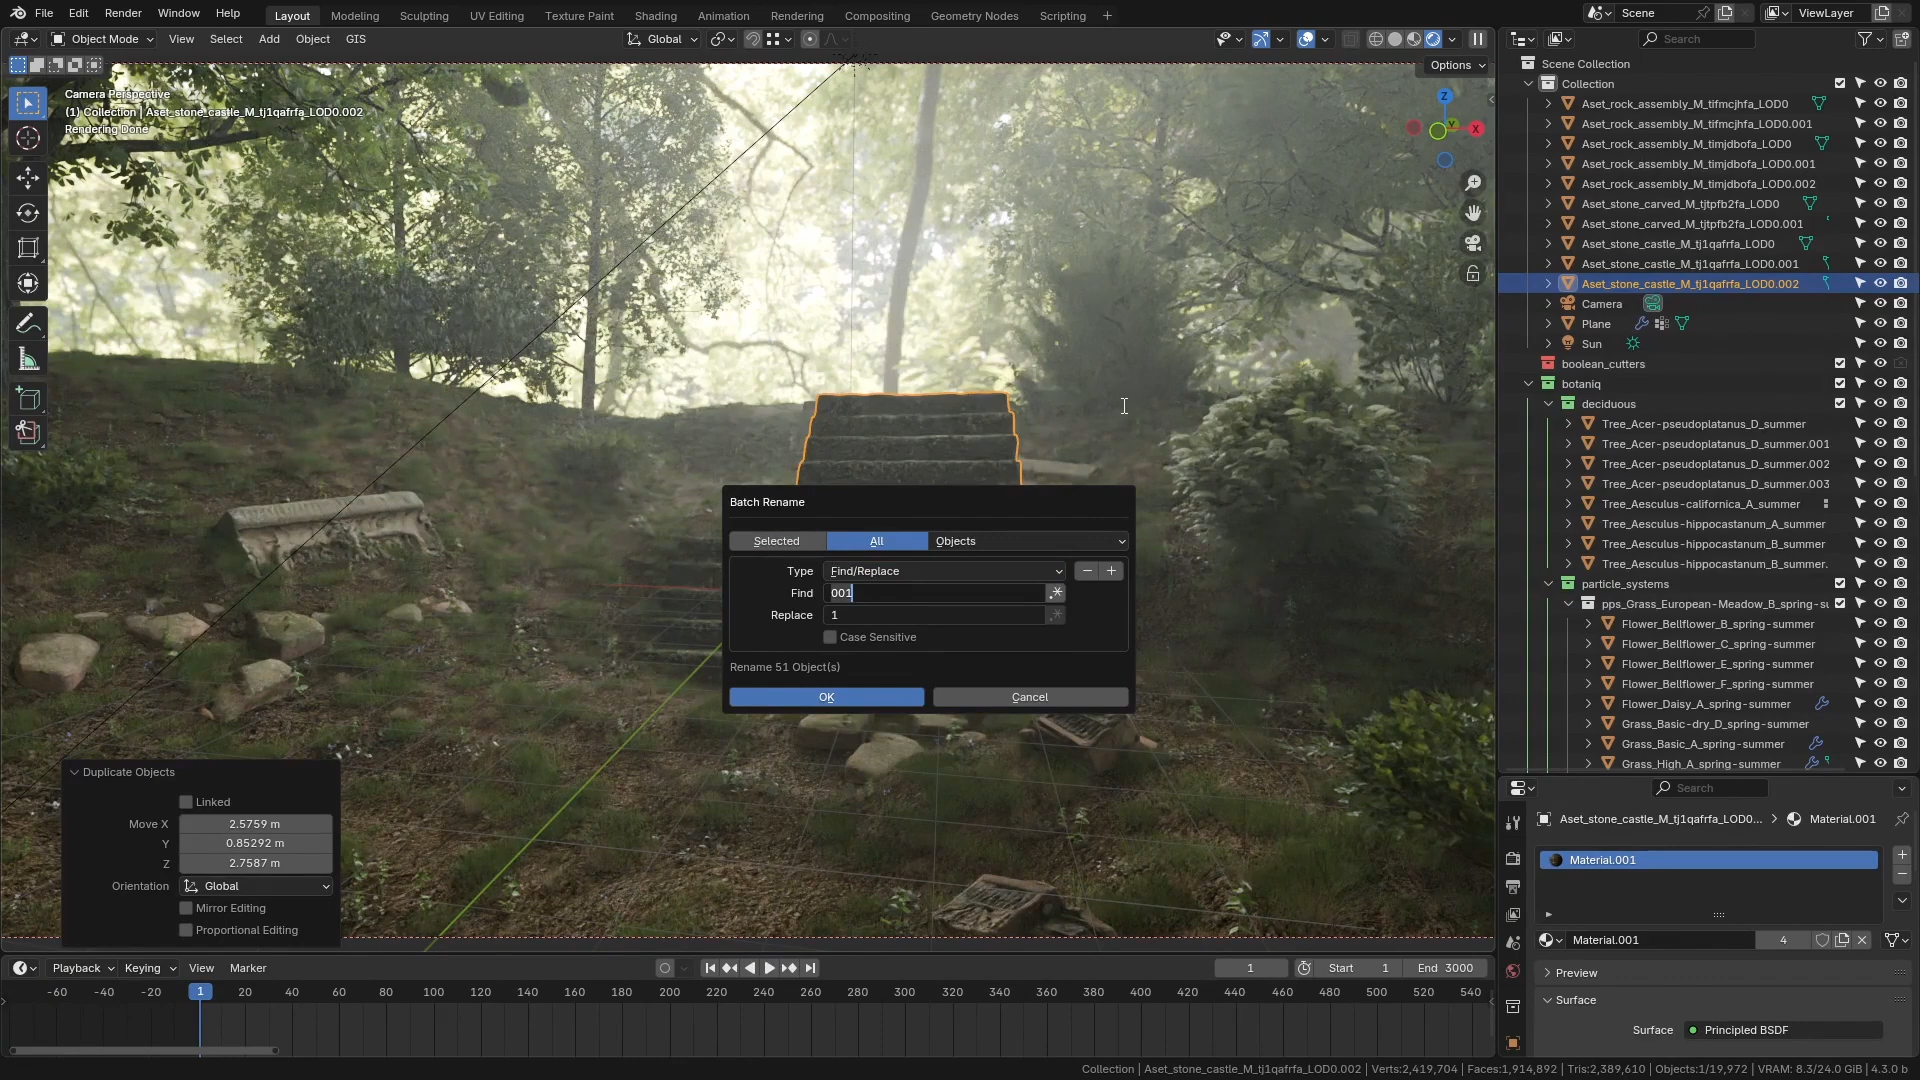 File Edit Render Window Help Layout Modeling Sculpting UV Editing Texture Paint Shading Animation Rendering Compositing Geometry Nodes Scripting + Scene ViewLayer
Object Mode View Select Add Object GIS Global Search
Options
Camera Perspective
(1) Collection | Aset_stone_castle_M_tj1qafrfa_LOD0.002
Rendering Done
Z
Y
X
Scene Collection
Collection
Aset_rock_assembly_M_tifmcjhfa_LOD0
Aset_rock_assembly_M_tifmcjhfa_LOD0.001
Aset_rock_assembly_M_timjdbofa_LOD0
Aset_rock_assembly_M_timjdbofa_LOD0.001
Aset_rock_assembly_M_timjdbofa_LOD0.002
Aset_stone_carved_M_tjtpfb2fa_LOD0
Aset_stone_carved_M_tjtpfb2fa_LOD0.001
Aset_stone_castle_M_tj1qafrfa_LOD0
Aset_stone_castle_M_tj1qafrfa_LOD0.001
Aset_stone_castle_M_tj1qafrfa_LOD0.002
Camera
Plane
Sun
boolean_cutters
botaniq
deciduous
Tree_Acer-pseudoplatanus_D_summer
Tree_Acer-pseudoplatanus_D_summer.001
Tree_Acer-pseudoplatanus_D_summer.002
Tree_Acer-pseudoplatanus_D_summer.003
Tree_Aesculus-californica_A_summer
Tree_Aesculus-hippocastanum_A_summer
Tree_Aesculus-hippocastanum_B_summer
Tree_Aesculus-hippocastanum_B_summer.
particle_systems
pps_Grass_European-Meadow_B_spring-su
Flower_Bellflower_B_spring-summer
Flower_Bellflower_C_spring-summer
Flower_Bellflower_E_spring-summer
Flower_Bellflower_F_spring-summer
Flower_Daisy_A_spring-summer
Grass_Basic-dry_D_spring-summer
Grass_Basic_A_spring-summer
Grass_High_A_spring-summer
Batch Rename
Selected All Objects
Type Find/Replace
Find 001
Replace 1
Case Sensitive
Rename 51 Object(s)
OK Cancel
Duplicate Objects
Linked
Move X 2.5759 m
Y 0.85292 m
Z 2.7587 m
Orientation Global
Mirror Editing
Proportional Editing
Search
Aset_stone_castle_M_tj1qafrfa_LOD0... > Material.001
Material.001
Material.001 4
Preview
Surface
Surface Principled BSDF
Playback Keying View Marker 1 Start 1 End 3000
-60 -40 -20 1 20 40 60 80 100 120 140 160 180 200 220 240 260 280 300 320 340 360 380 400 420 440 460 480 500 520 540
Collection | Aset_stone_castle_M_tj1qafrfa_LOD0.002 | Verts:2,419,704 | Faces:1,914,892 | Tris:2,389,610 | Objects:1/19,972 | VRAM: 8.3/24.0 GiB | 4.3.0 b